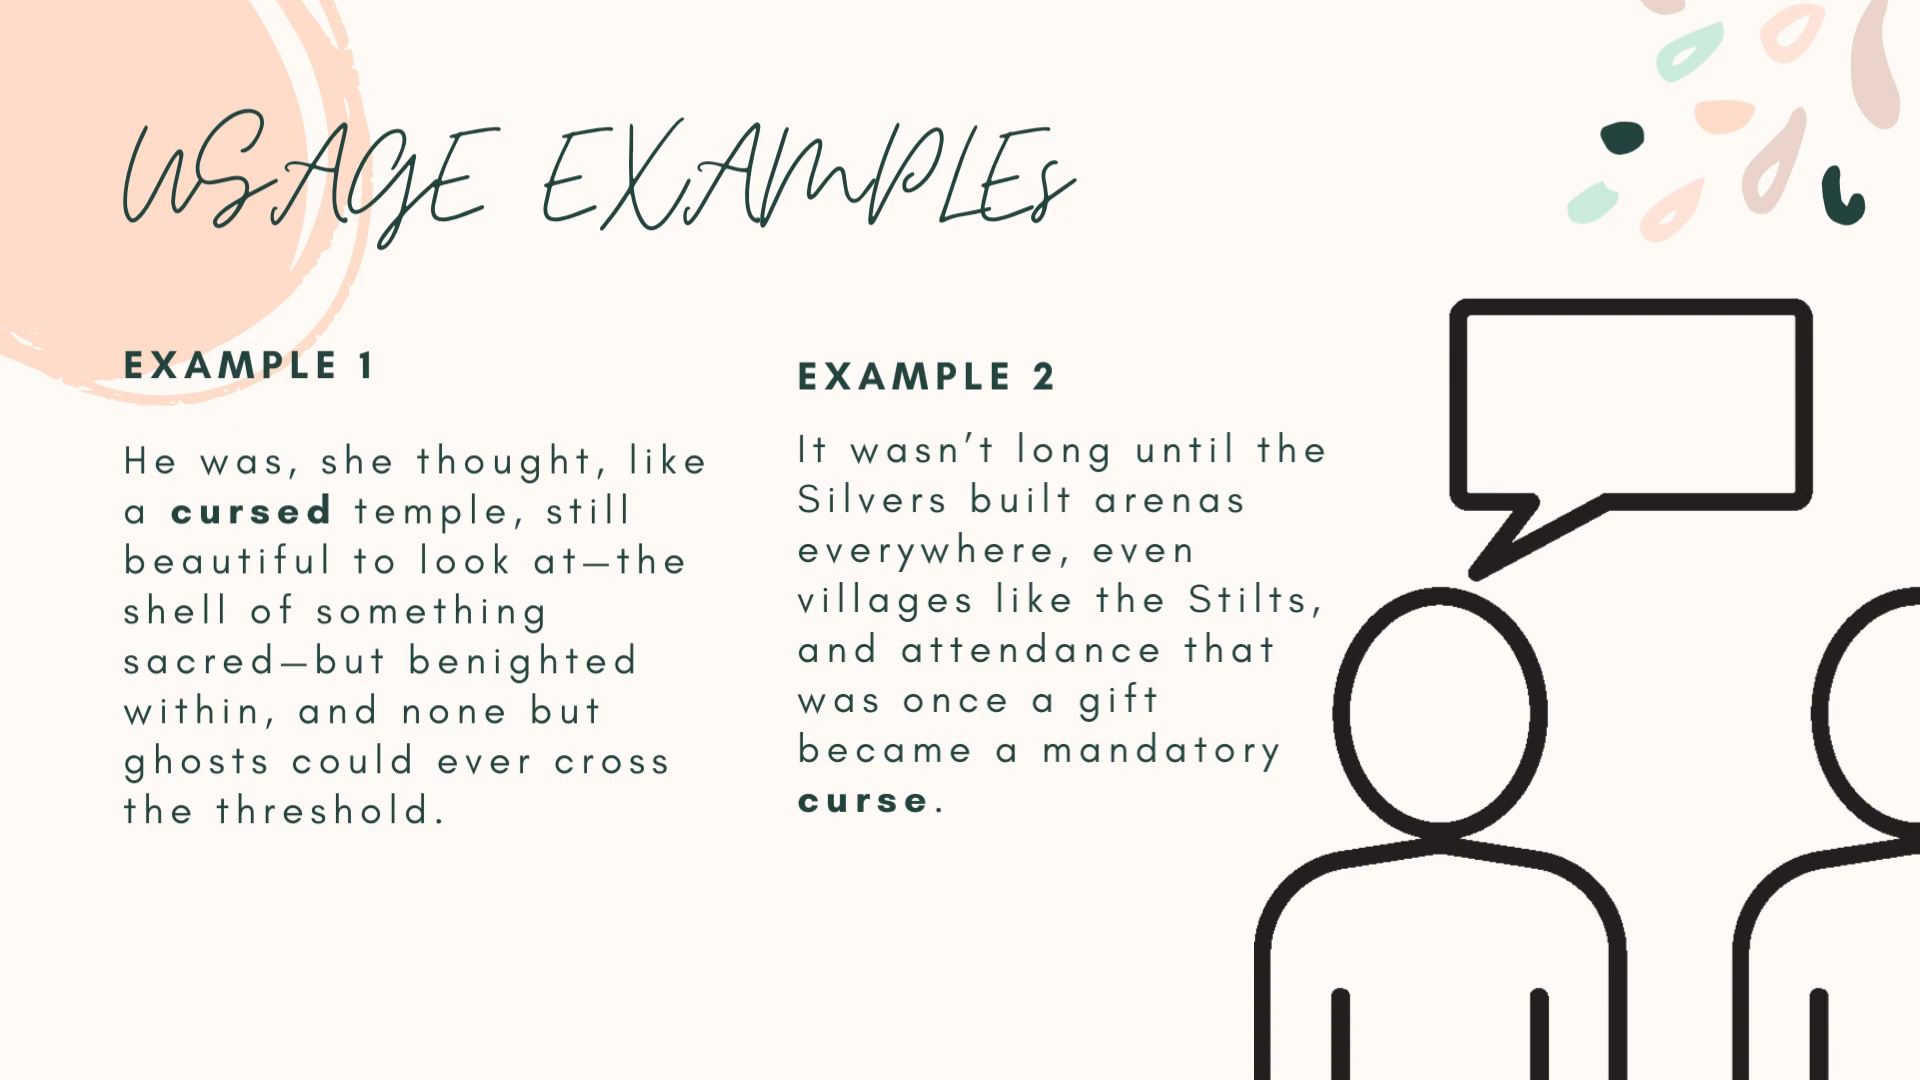 USAGE EXAMPLEs
EXAMPLE 1
He was, she thought, like
a cursed temple, still
beautiful to look at—the
shell of something
sacred—but benighted
within, and none but
ghosts could ever cross
the threshold.
EXAMPLE 2
It wasn’t long until the
Silvers built arenas
everywhere, even
villages like the Stilts,
and attendance that
was once a gift
became a mandatory
curse.